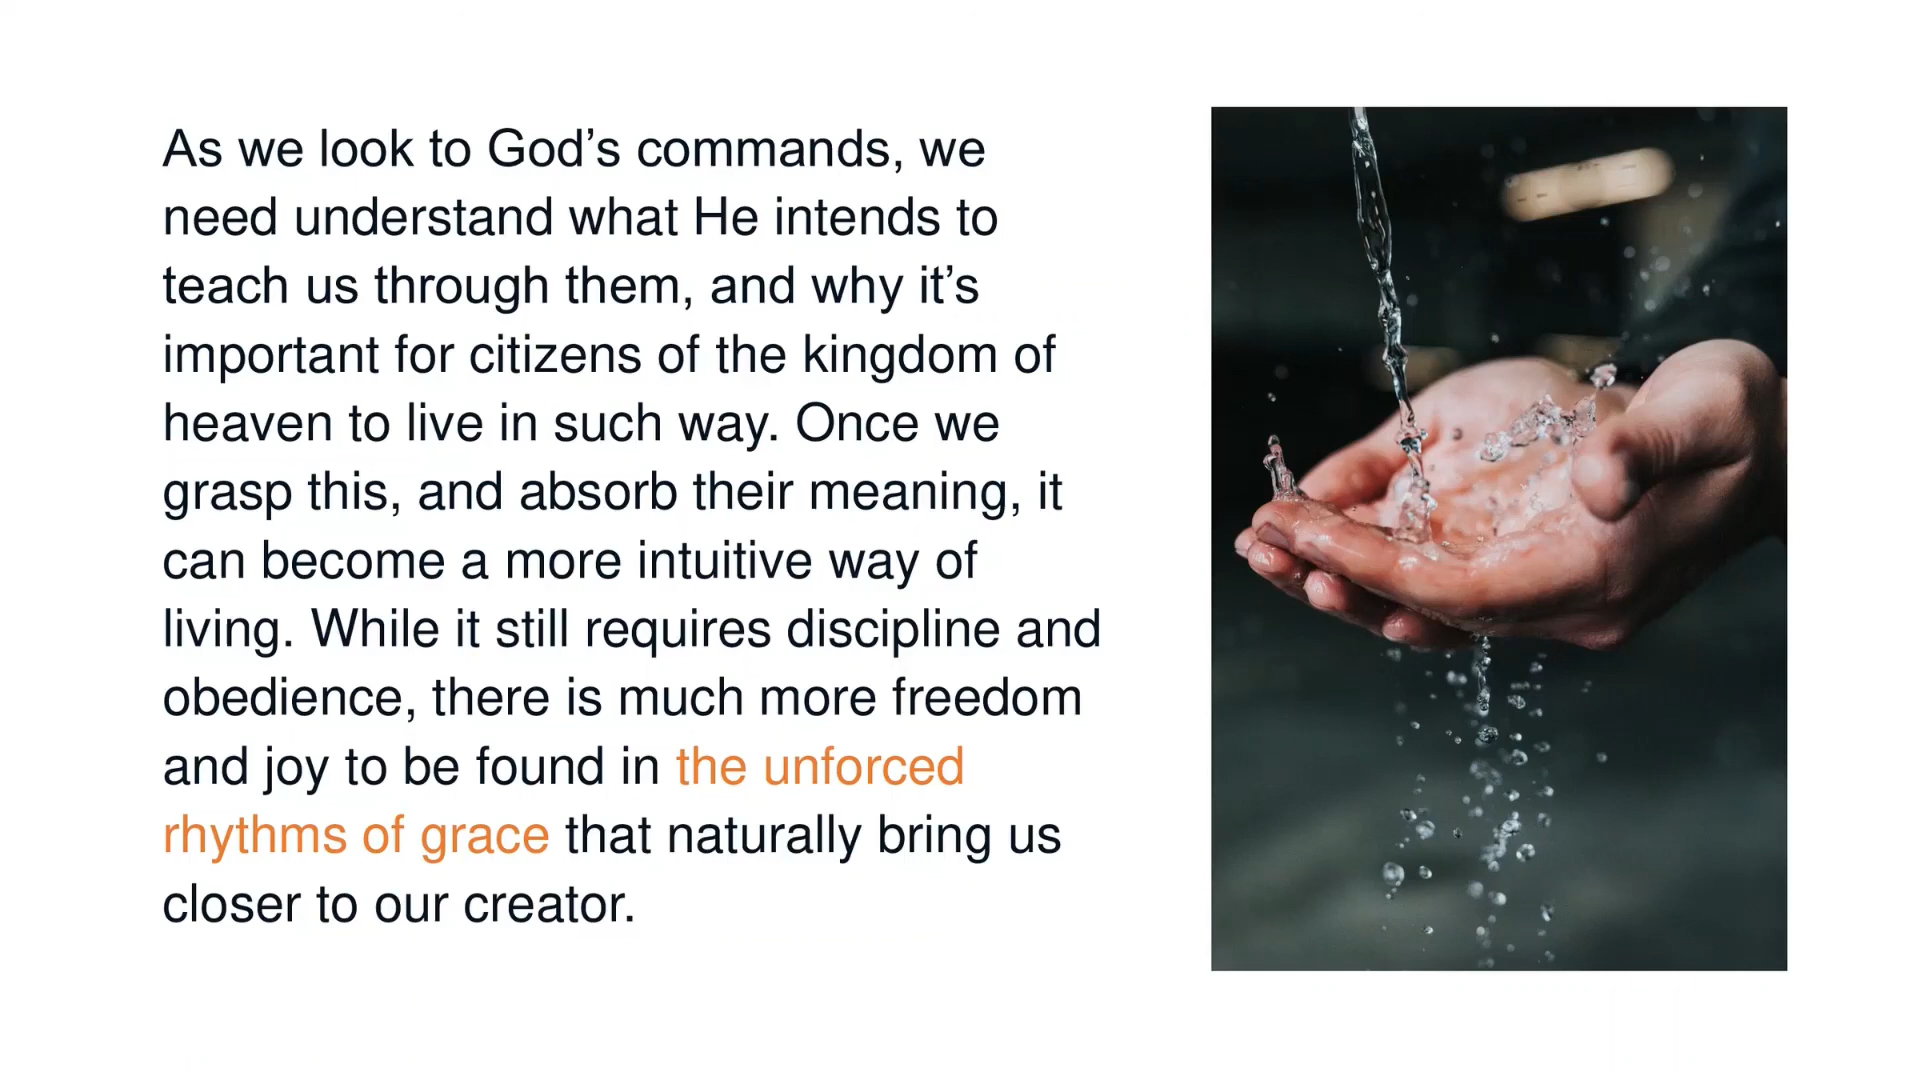 As we look to God’s commands, we
need understand what He intends to
teach us through them, and why it’s
important for citizens of the kingdom of
heaven to live in such way. Once we
grasp this, and absorb their meaning, it
can become a more intuitive way of
living. While it still requires discipline and
obedience, there is much more freedom
and joy to be found in the unforced
rhythms of grace that naturally bring us
closer to our creator.